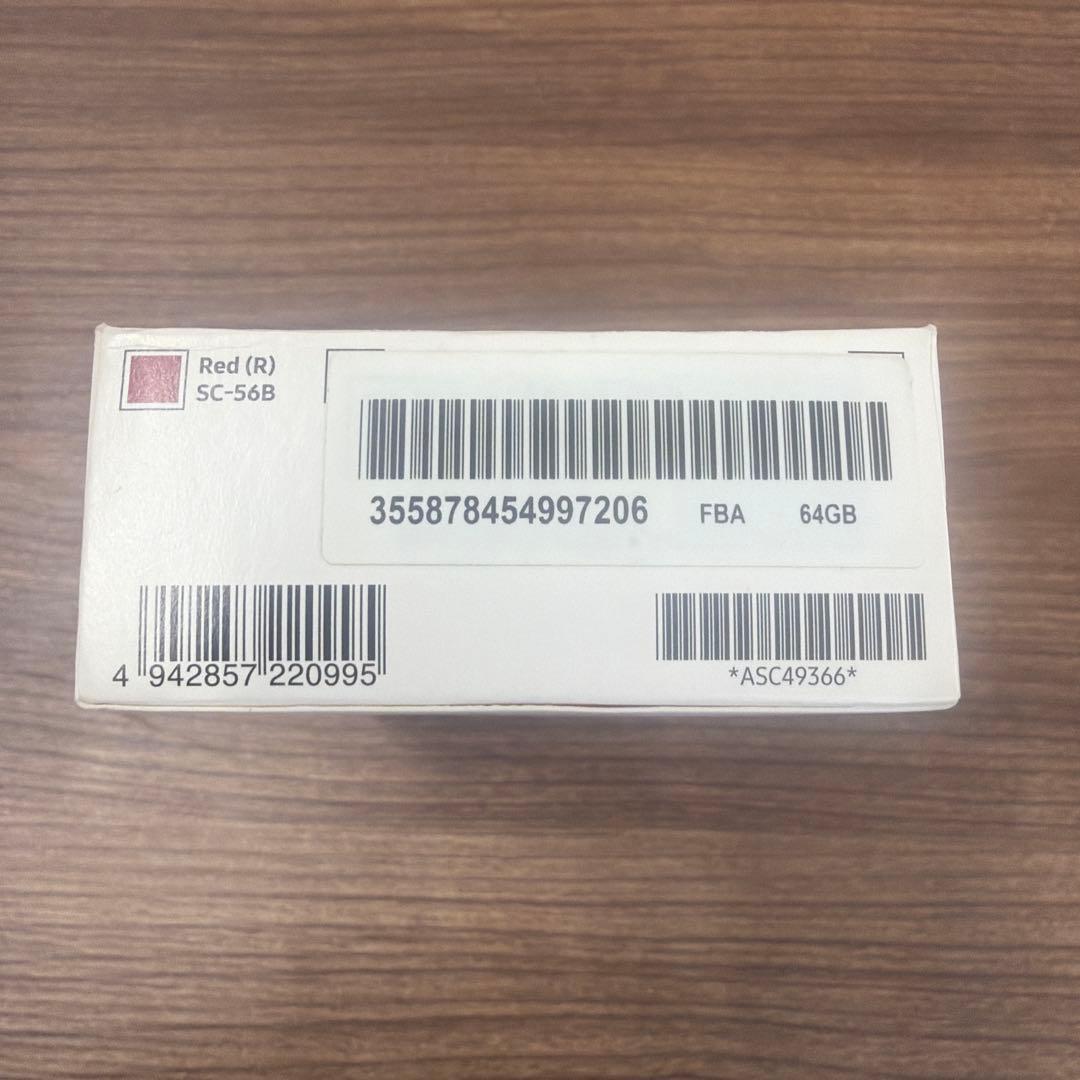 Red (R)
SC-56B
355878454997206 FBA 64GB
4 942857 220995
*ASC49366*